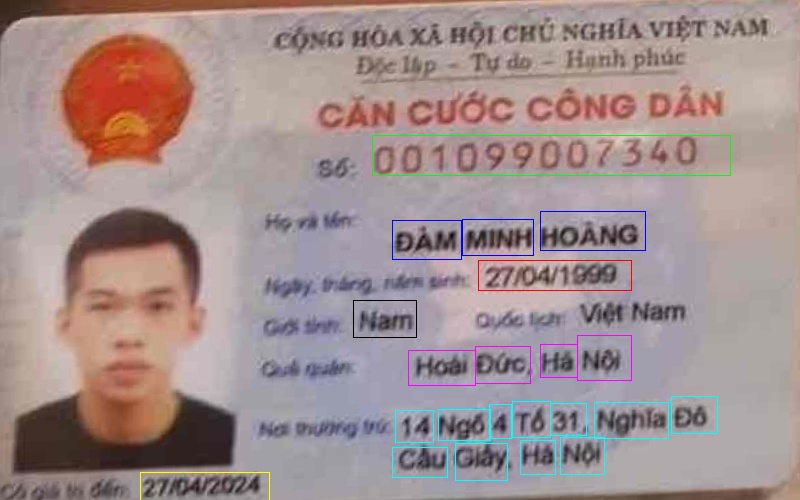 CỘNG HÒA XÃ HỘI CHỦ NGHĨA VIỆT NAM
Độc lập - Tự do - Hạnh phúc
CĂN CƯỚC CÔNG DÂN
Số: 001099007340
Họ và tên:
ĐÀM MINH HOÀNG
Ngày, tháng, năm sinh: 27/04/1999
Giới tính: Nam Quốc tịch: Việt Nam
Quê quán: Hoài Đức, Hà Nội
Nơi thường trú: 14 Ngõ 4 Tổ 31, Nghĩa Đô
Cầu Giấy, Hà Nội
Có giá trị đến: 27/04/2024